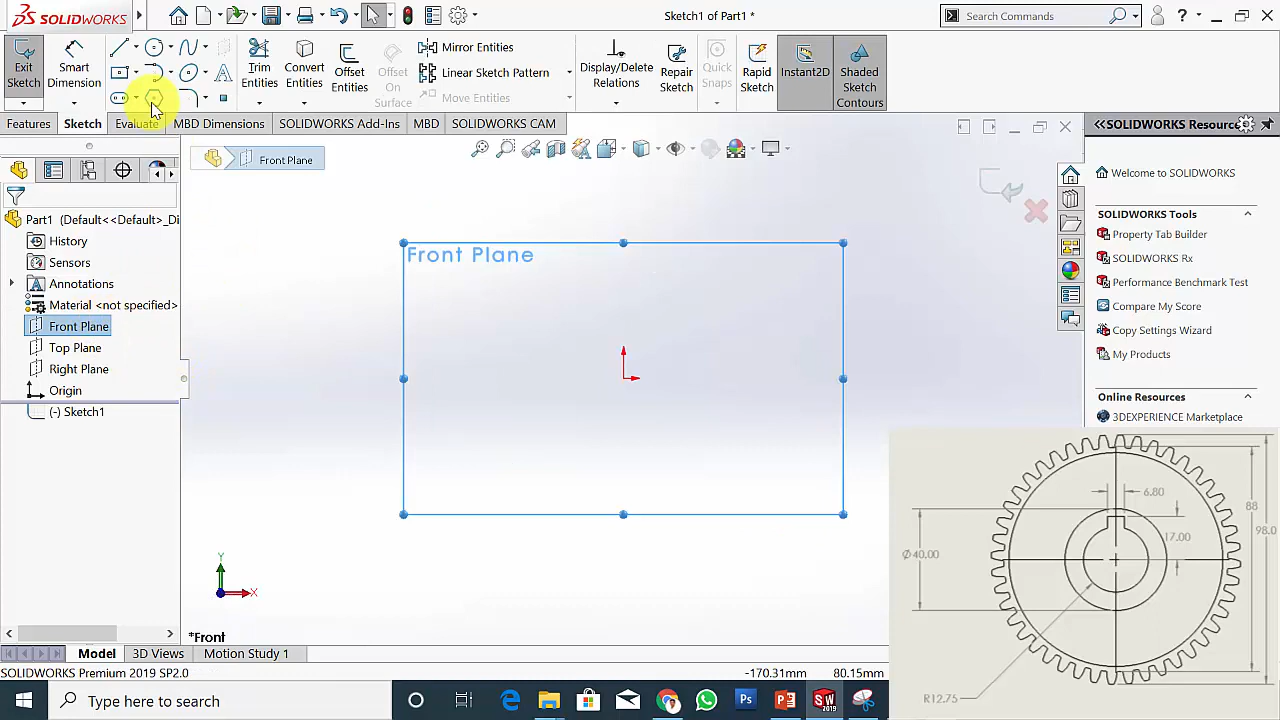 SOLIDWORKS
Sketch1 of Part1 *
Search Commands
Exit Sketch
Smart Dimension
Trim Entities
Convert Entities
Offset Entities
Offset On Surface
Mirror Entities
Linear Sketch Pattern
Move Entities
Display/Delete Relations
Repair Sketch
Quick Snaps
Rapid Sketch
Instant2D
Shaded Sketch Contours
Features
Sketch
Evaluate
MBD Dimensions
SOLIDWORKS Add-Ins
MBD
SOLIDWORKS CAM
<<SOLIDWORKS Resourc
Front Plane
Part1 (Default<<Default>_Di
History
Sensors
Annotations
Material <not specified>
Front Plane
Top Plane
Right Plane
Origin
(-) Sketch1
Front Plane
Y
X
*Front
Welcome to SOLIDWORKS
SOLIDWORKS Tools
Property Tab Builder
SOLIDWORKS Rx
Performance Benchmark Test
Compare My Score
Copy Settings Wizard
My Products
Online Resources
3DEXPERIENCE Marketplace
6.80
88
98.0
17.00
Ø40.00
R12.75
Model
3D Views
Motion Study 1
SOLIDWORKS Premium 2019 SP2.0
-170.31mm
80.15mm
Type here to search
Ps
SW
2019